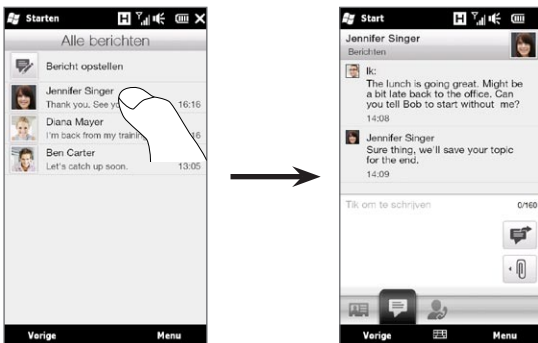 Starten
Alle berichten
Bericht opstellen
Jennifer Singer
Thank you. See yo
16:16
Diana Mayer
I'm back from my trainin
16
Ben Carter
Let's catch up soon.
13:05
Vorige
Menu
Start
Jennifer Singer
Berichten
Ik:
The lunch is going great. Might be
a bit late back to the office. Can
you tell Bob to start without me?
14:08
Jennifer Singer
Sure thing, we'll save your topic
for the end.
14:09
Tik om te schrijven
0/160
Vorige
Menu